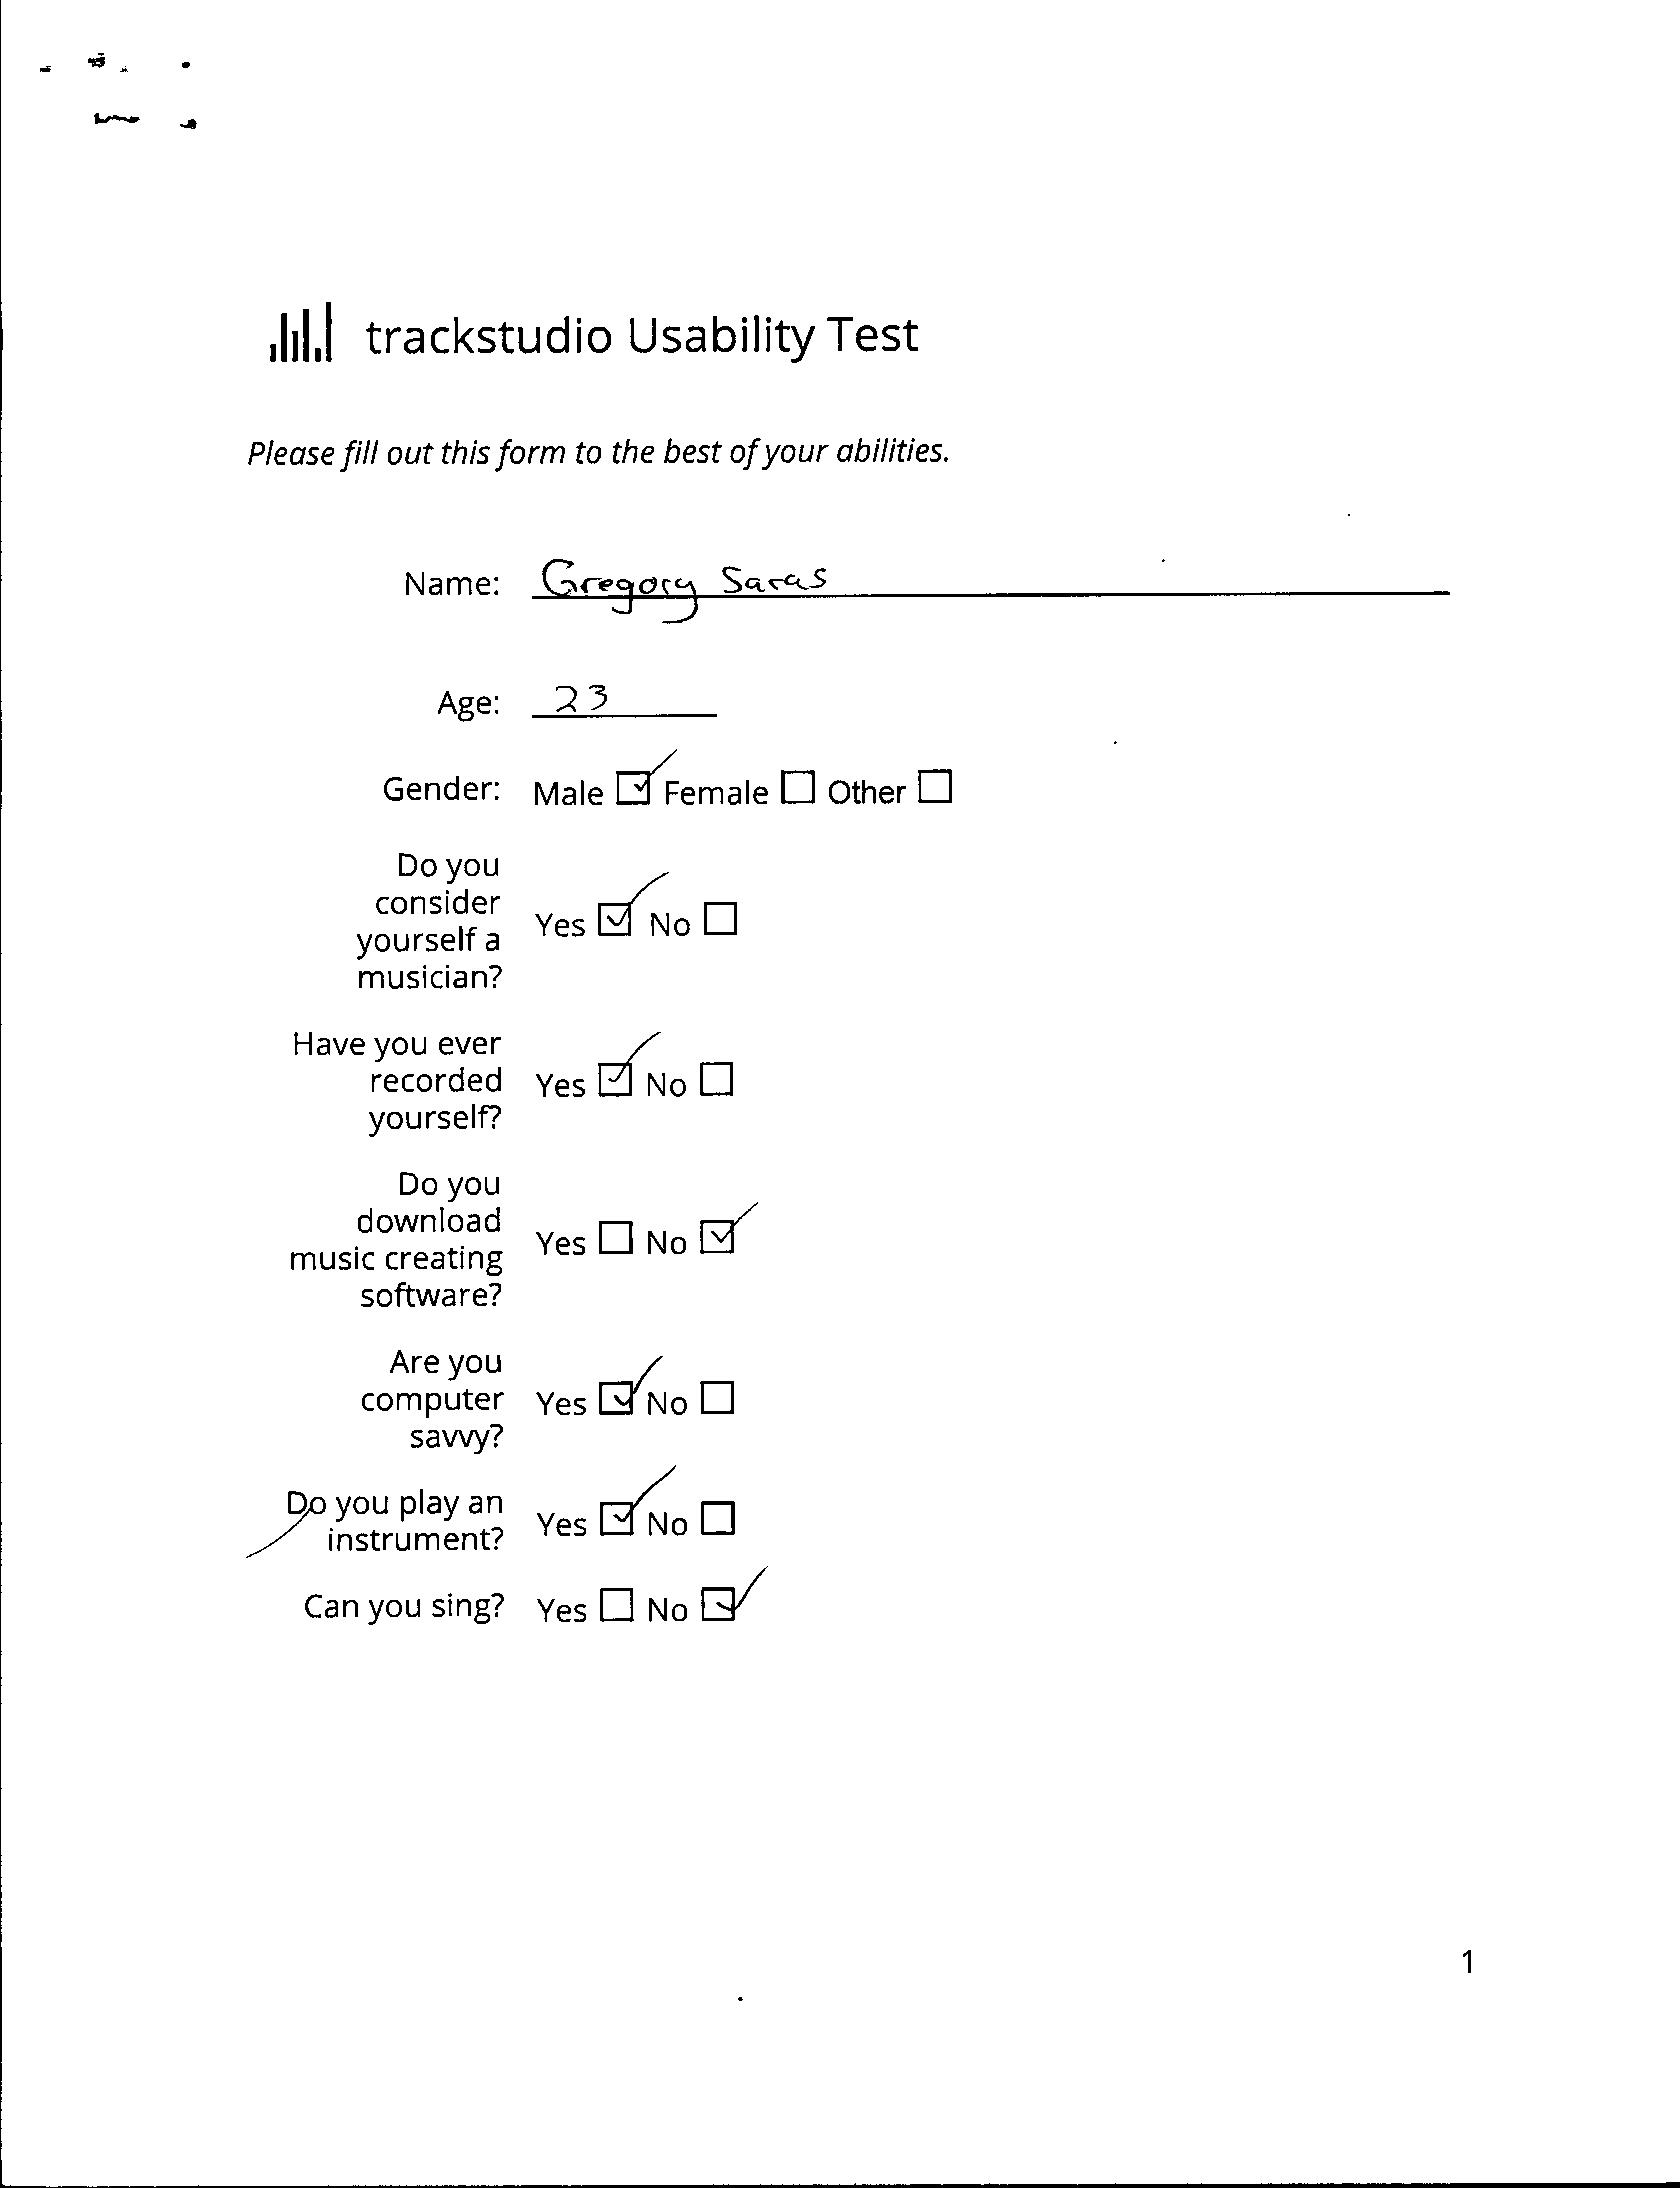 trackstudio Usability Test
Please fill out this form to the best of your abilities.
Name: Gregory Saras
Age: 23
Gender: Male ☑ Female ☐ Other ☐
Do you
consider
yourself a
musician?
Yes ☑ No ☐
Have you ever
recorded
yourself?
Yes ☑ No ☐
Do you
download
music creating
software?
Yes ☐ No ☑
Are you
computer
savvy?
Yes ☑ No ☐
Do you play an
instrument?
Yes ☑ No ☐
Can you sing? Yes ☐ No ☑
1